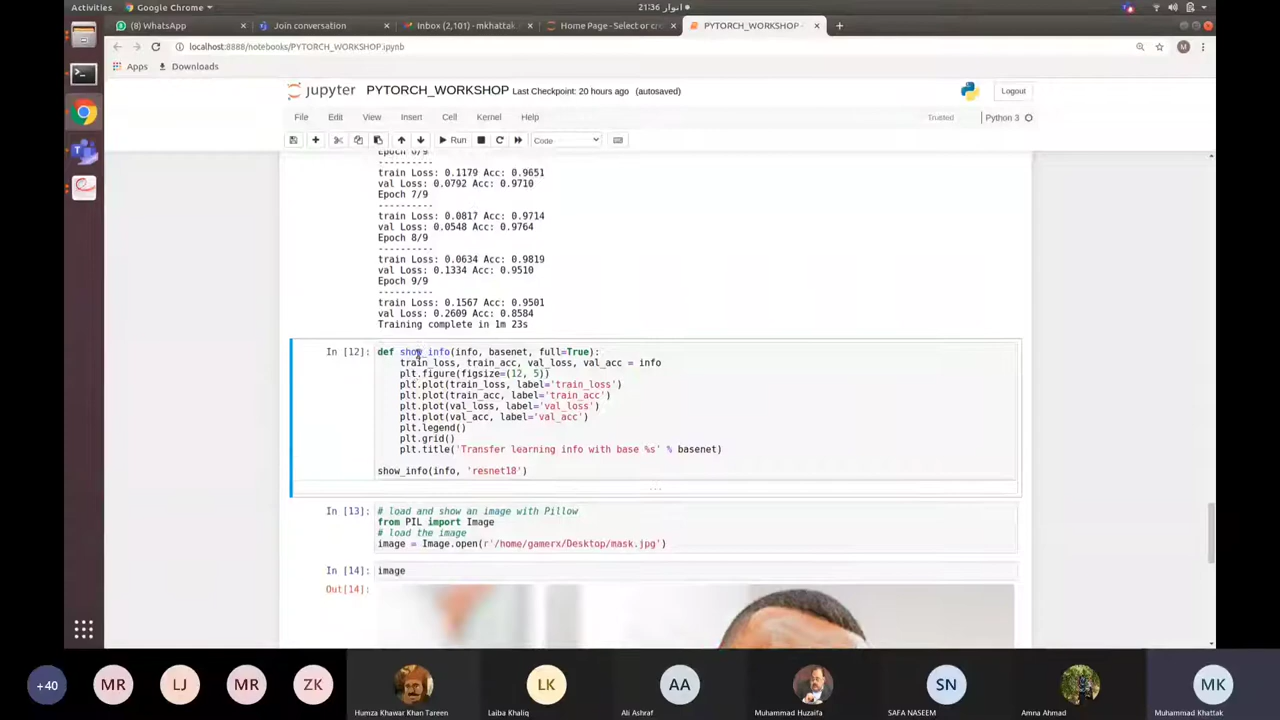 Activities
Google Chrome
21:36 انوار
(8) WhatsApp
Join conversation
Inbox (2,101) - mkhattak
Home Page - Select or cr
PYTORCH_WORKSHOP -
localhost:8888/notebooks/PYTORCH_WORKSHOP.ipynb
M
Apps
Downloads
jupyter PYTORCH_WORKSHOP Last Checkpoint: 20 hours ago (autosaved)
Logout
File Edit View Insert Cell Kernel Help
Trusted
Python 3
Run
Code
Epoch 6/9
----------
train Loss: 0.1179 Acc: 0.9651
val Loss: 0.0792 Acc: 0.9710
Epoch 7/9
----------
train Loss: 0.0817 Acc: 0.9714
val Loss: 0.0548 Acc: 0.9764
Epoch 8/9
----------
train Loss: 0.0634 Acc: 0.9819
val Loss: 0.1334 Acc: 0.9510
Epoch 9/9
----------
train Loss: 0.1567 Acc: 0.9501
val Loss: 0.2609 Acc: 0.8584
Training complete in 1m 23s
In [12]: def show_info(info, basenet, full=True):
train_loss, train_acc, val_loss, val_acc = info
plt.figure(figsize=(12, 5))
plt.plot(train_loss, label='train_loss')
plt.plot(train_acc, label='train_acc')
plt.plot(val_loss, label='val_loss')
plt.plot(val_acc, label='val_acc')
plt.legend()
plt.grid()
plt.title('Transfer learning info with base %s' % basenet)
show_info(info, 'resnet18')
...
In [13]: # load and show an image with Pillow
from PIL import Image
# load the image
image = Image.open(r'/home/gamerx/Desktop/mask.jpg')
In [14]: image
Out[14]:
+40
MR
LJ
MR
ZK
LK
AA
SN
MK
Humza Khawar Khan Tareen
Laiba Khaliq
Ali Ashraf
Muhammad Huzaifa
SAFA NASEEM
Amna Ahmad
Muhammad Khattak